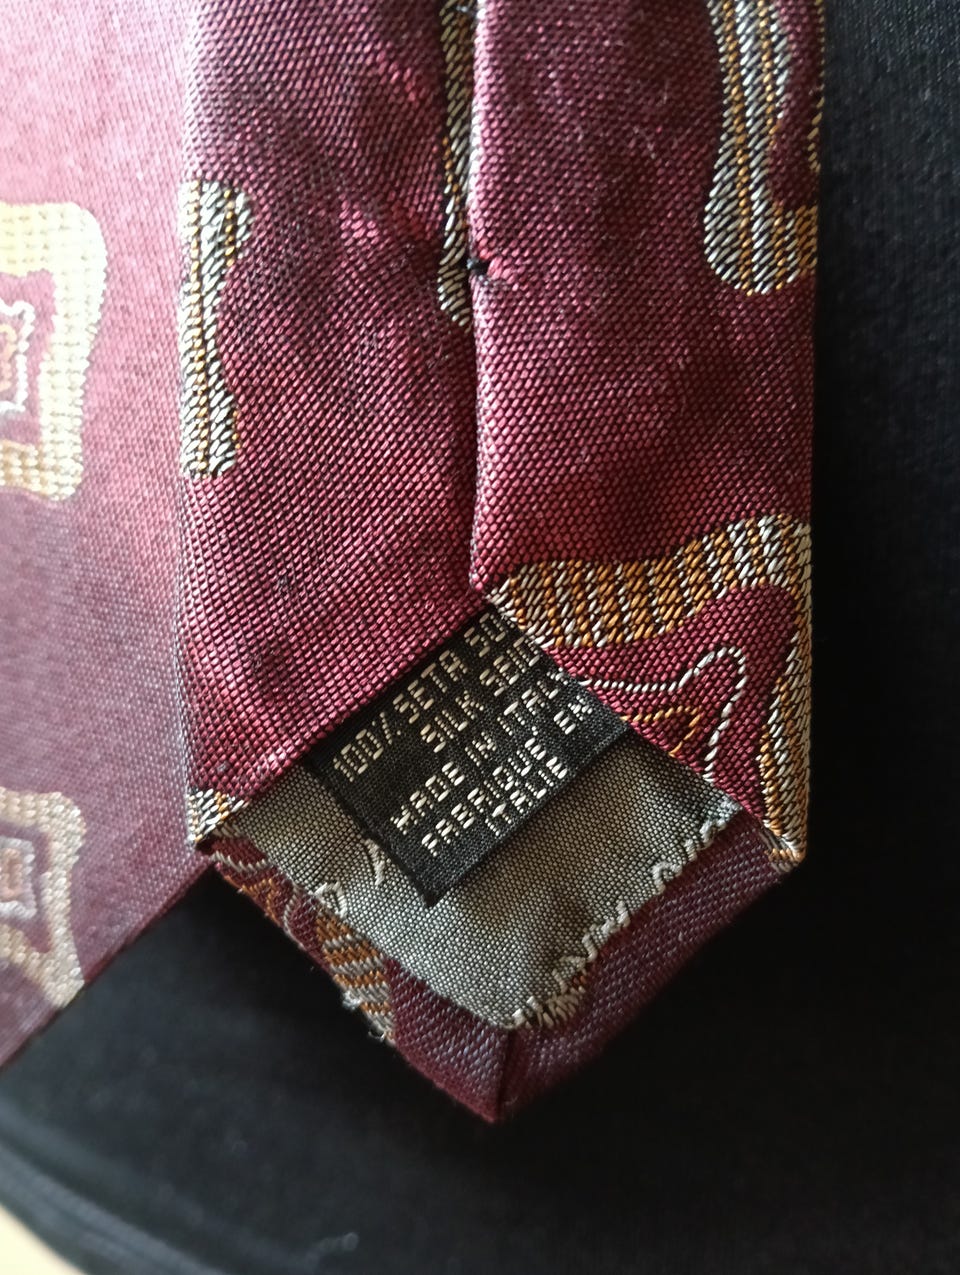 100% SETA
SILK
MADE IN
FABRIQUE EN
ITALIE